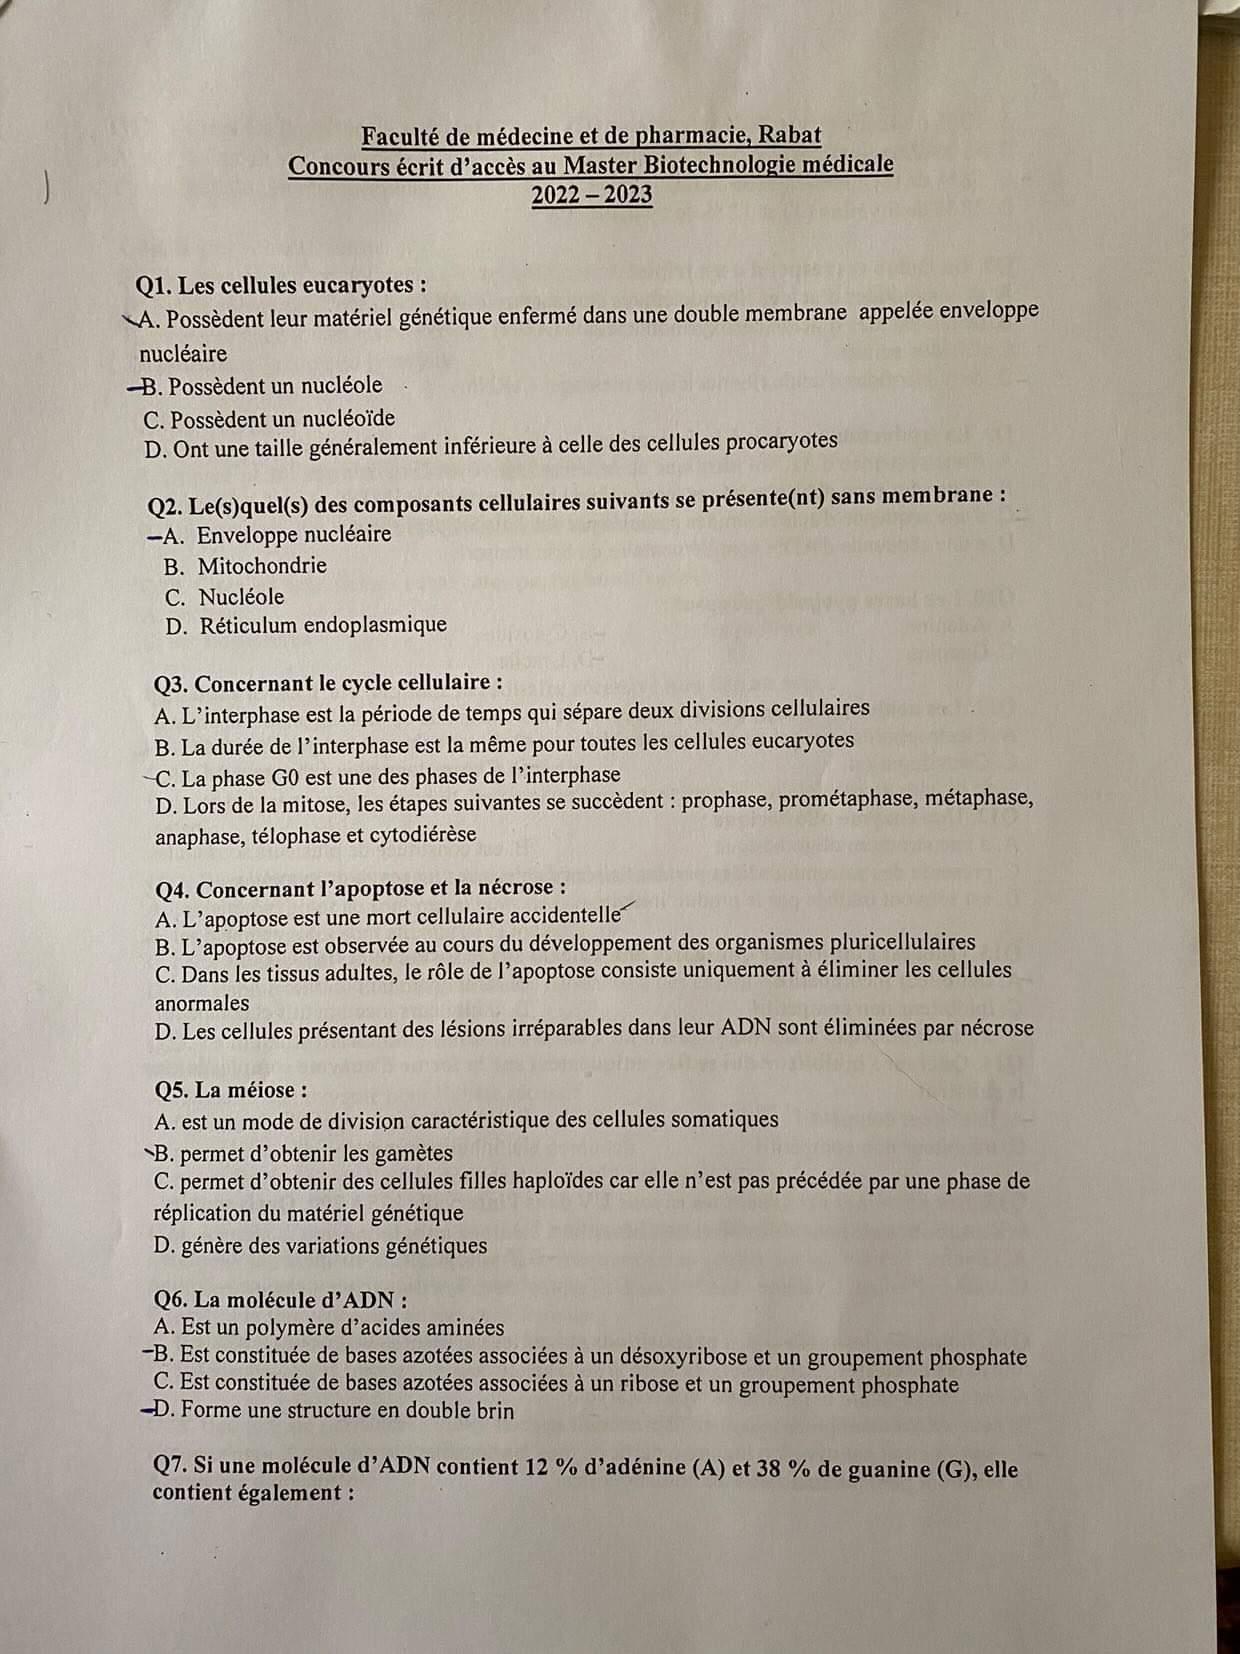 Faculté de médecine et de pharmacie, Rabat
Concours écrit d'accès au Master Biotechnologie médicale
2022 – 2023
Q1. Les cellules eucaryotes :
A. Possèdent leur matériel génétique enfermé dans une double membrane appelée enveloppe
nucléaire
B. Possèdent un nucléole
C. Possèdent un nucléoïde
D. Ont une taille généralement inférieure à celle des cellules procaryotes
Q2. Le(s)quel(s) des composants cellulaires suivants se présente(nt) sans membrane :
A. Enveloppe nucléaire
B. Mitochondrie
C. Nucléole
D. Réticulum endoplasmique
Q3. Concernant le cycle cellulaire :
A. L'interphase est la période de temps qui sépare deux divisions cellulaires
B. La durée de l'interphase est la même pour toutes les cellules eucaryotes
C. La phase G0 est une des phases de l'interphase
D. Lors de la mitose, les étapes suivantes se succèdent : prophase, prométaphase, métaphase,
anaphase, télophase et cytodiérèse
Q4. Concernant l'apoptose et la nécrose :
A. L'apoptose est une mort cellulaire accidentelle
B. L'apoptose est observée au cours du développement des organismes pluricellulaires
C. Dans les tissus adultes, le rôle de l'apoptose consiste uniquement à éliminer les cellules
anormales
D. Les cellules présentant des lésions irréparables dans leur ADN sont éliminées par nécrose
Q5. La méiose :
A. est un mode de division caractéristique des cellules somatiques
B. permet d'obtenir les gamètes
C. permet d'obtenir des cellules filles haploïdes car elle n'est pas précédée par une phase de
réplication du matériel génétique
D. génère des variations génétiques
Q6. La molécule d'ADN :
A. Est un polymère d'acides aminées
B. Est constituée de bases azotées associées à un désoxyribose et un groupement phosphate
C. Est constituée de bases azotées associées à un ribose et un groupement phosphate
D. Forme une structure en double brin
Q7. Si une molécule d'ADN contient 12 % d'adénine (A) et 38 % de guanine (G), elle
contient également :